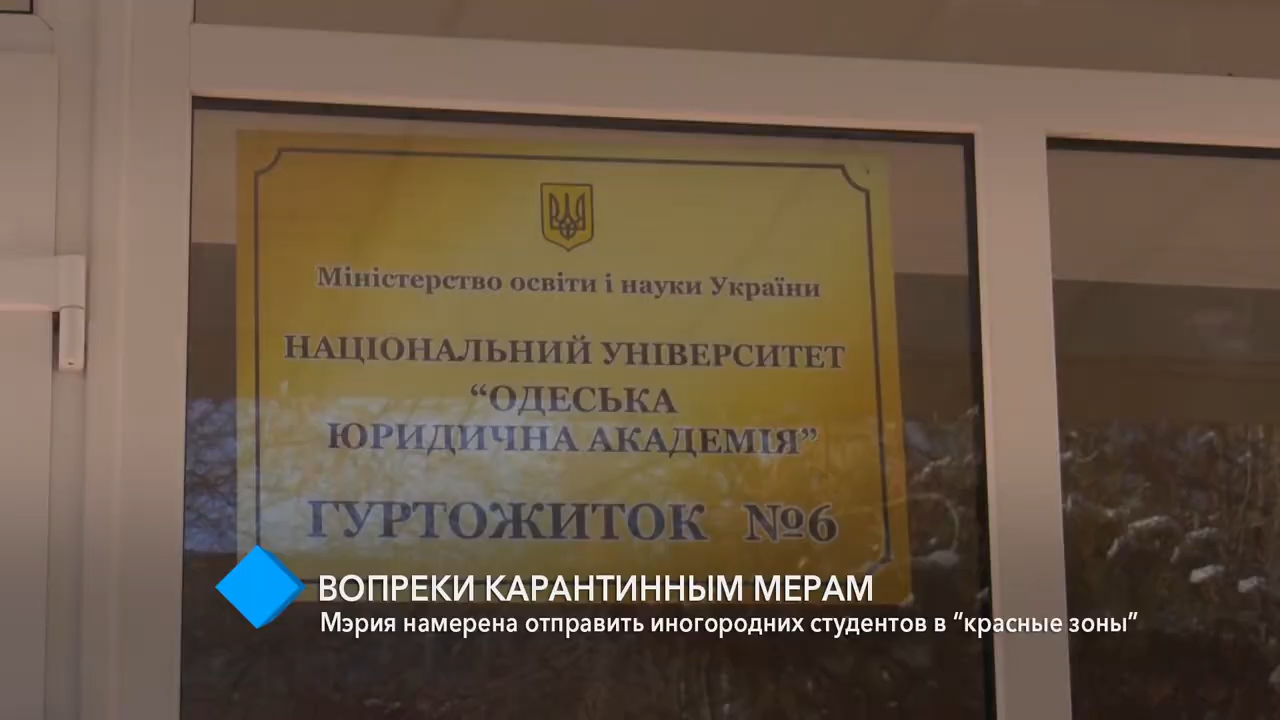 Міністерство освіти і науки України
НАЦІОНАЛЬНИЙ УНІВЕРСИТЕТ
“ОДЕСЬКА
ЮРИДИЧНА АКАДЕМІЯ”
ГУРТОЖИТОК №6
ВОПРЕКИ КАРАНТИННЫМ МЕРАМ
Мэрия намерена отправить иногородних студентов в “красные зоны”